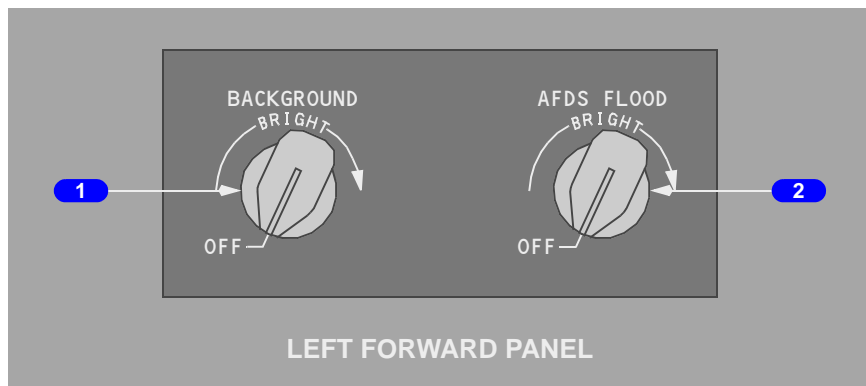 BACKGROUND
BRIGHT
OFF
AFDS FLOOD
BRIGHT
OFF
1
2
LEFT FORWARD PANEL